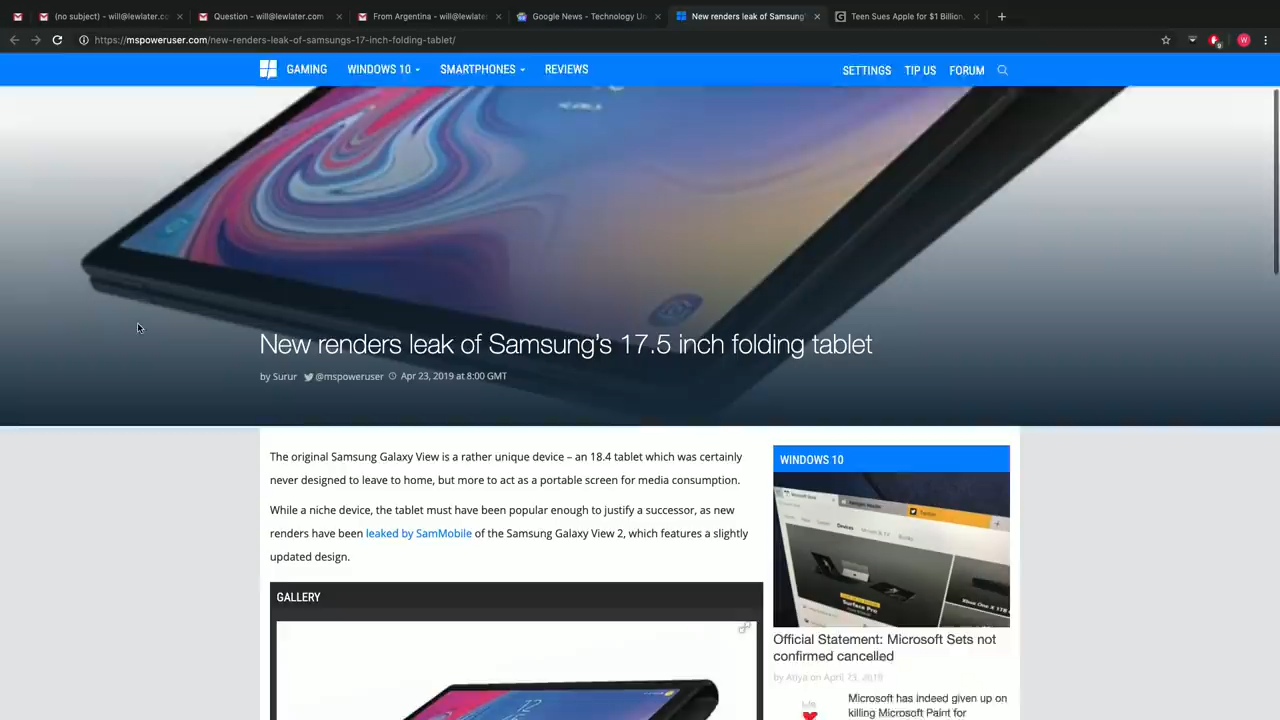 (no subject) - will@lewlater.co
Question - will@lewlater.com
From Argentina - will@lewlate
Google News - Technology Un
New renders leak of Samsung'
Teen Sues Apple for $1 Billion,
https://mspoweruser.com/new-renders-leak-of-samsungs-17-inch-folding-tablet/
W
GAMING
WINDOWS 10
SMARTPHONES
REVIEWS
SETTINGS
TIP US
FORUM
New renders leak of Samsung's 17.5 inch folding tablet
by Surur @mspoweruser Apr 23, 2019 at 8:00 GMT
The original Samsung Galaxy View is a rather unique device – an 18.4 tablet which was certainly
never designed to leave to home, but more to act as a portable screen for media consumption.
While a niche device, the tablet must have been popular enough to justify a successor, as new
renders have been leaked by SamMobile of the Samsung Galaxy View 2, which features a slightly
updated design.
GALLERY
WINDOWS 10
Surface Pro
Official Statement: Microsoft Sets not
confirmed cancelled
by Atiya on April 23, 2019
Microsoft has indeed given up on
killing Microsoft Paint for